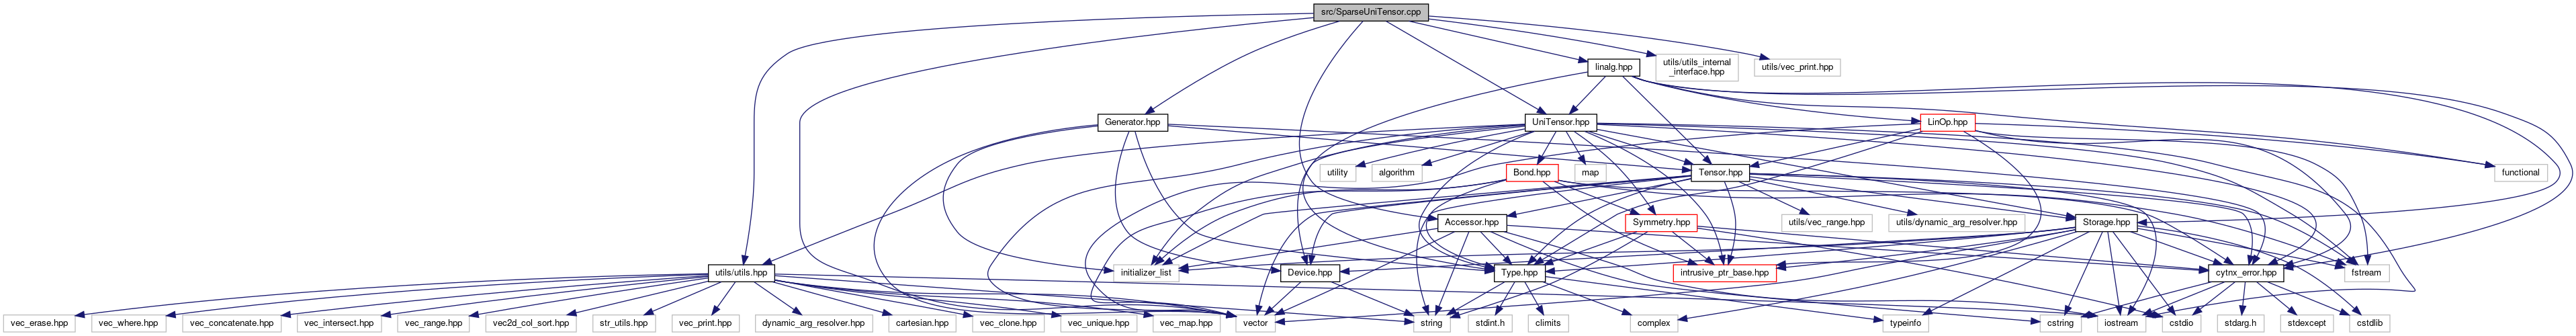 src/SparseUniTensor.cpp
linalg.hpp
utils/utils_internal
_interface.hpp
utils/vec_print.hpp
Generator.hpp
UniTensor.hpp
LinOp.hpp
utility
algorithm
Bond.hpp
map
Tensor.hpp
functional
Accessor.hpp
Symmetry.hpp
utils/vec_range.hpp
utils/dynamic_arg_resolver.hpp
Storage.hpp
utils/utils.hpp
initializer_list
Device.hpp
Type.hpp
intrusive_ptr_base.hpp
cytnx_error.hpp
fstream
vec_erase.hpp
vec_where.hpp
vec_concatenate.hpp
vec_intersect.hpp
vec_range.hpp
vec2d_col_sort.hpp
str_utils.hpp
vec_print.hpp
dynamic_arg_resolver.hpp
cartesian.hpp
vec_clone.hpp
vec_unique.hpp
vec_map.hpp
vector
string
stdint.h
climits
complex
typeinfo
cstring
iostream
cstdio
stdarg.h
stdexcept
cstdlib